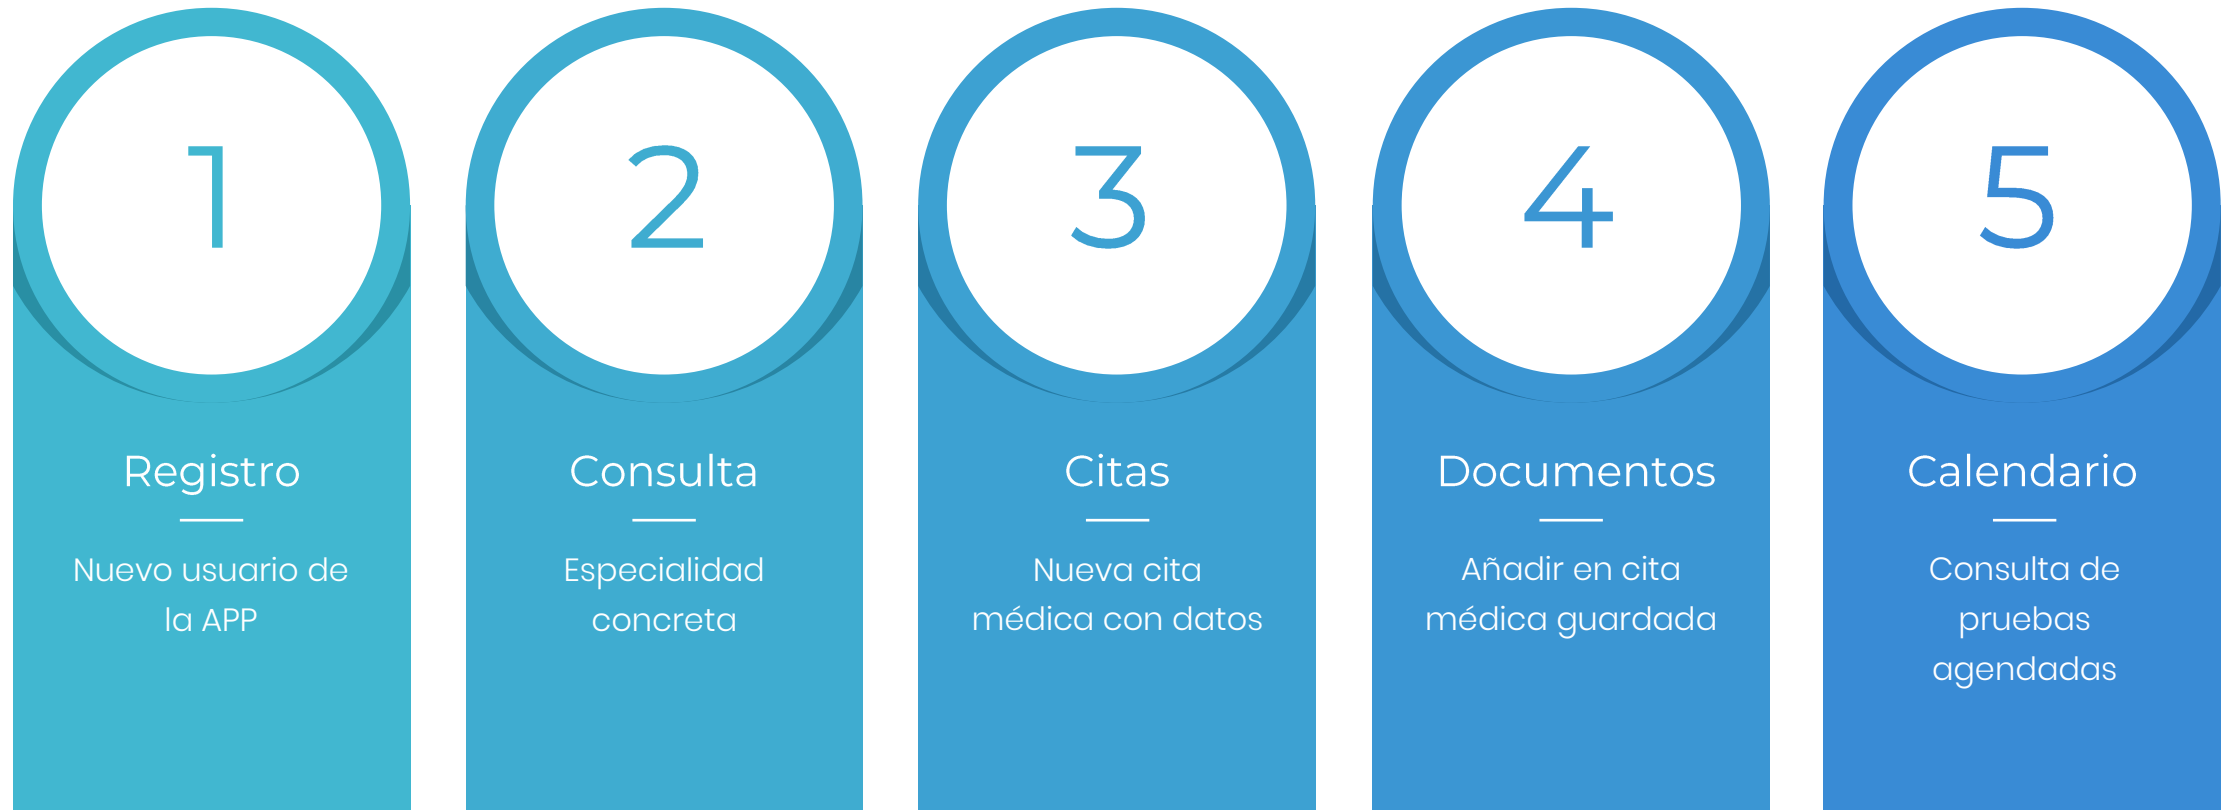 1
Registro
Nuevo usuario de
la APP
2
Consulta
Especialidad
concreta
3
Citas
Nueva cita
médica con datos
4
Documentos
Añadir en cita
médica guardada
5
Calendario
Consulta de
pruebas
agendadas